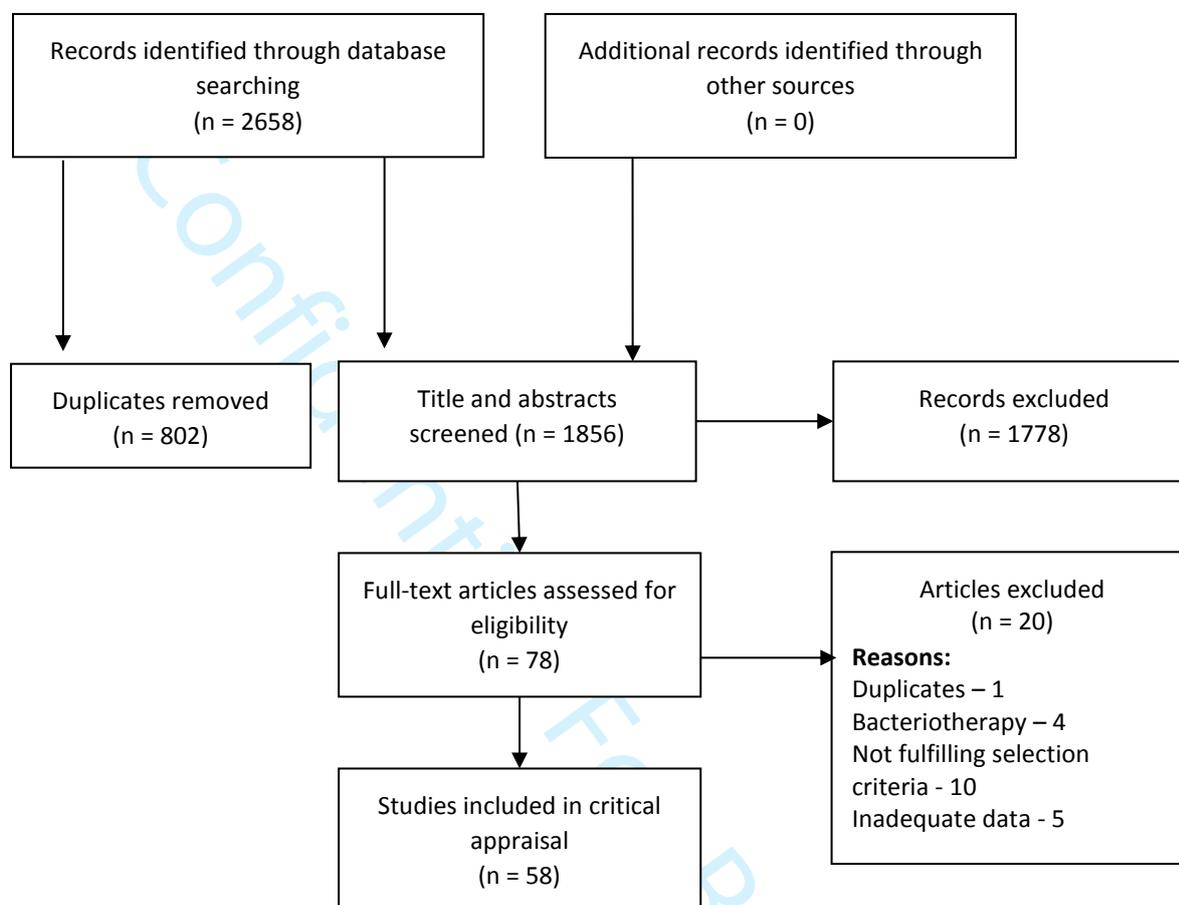 Records identified through database
searching
(n = 2658)
Additional records identified through
other sources
(n = 0)
Duplicates removed
(n = 802)
Title and abstracts
screened (n = 1856)
Records excluded
(n = 1778)
Full-text articles assessed for
eligibility
(n = 78)
Articles excluded
(n = 20)
Reasons:
Duplicates – 1
Bacteriotherapy – 4
Not fulfilling selection
criteria - 10
Inadequate data - 5
Studies included in critical
appraisal
(n = 58)